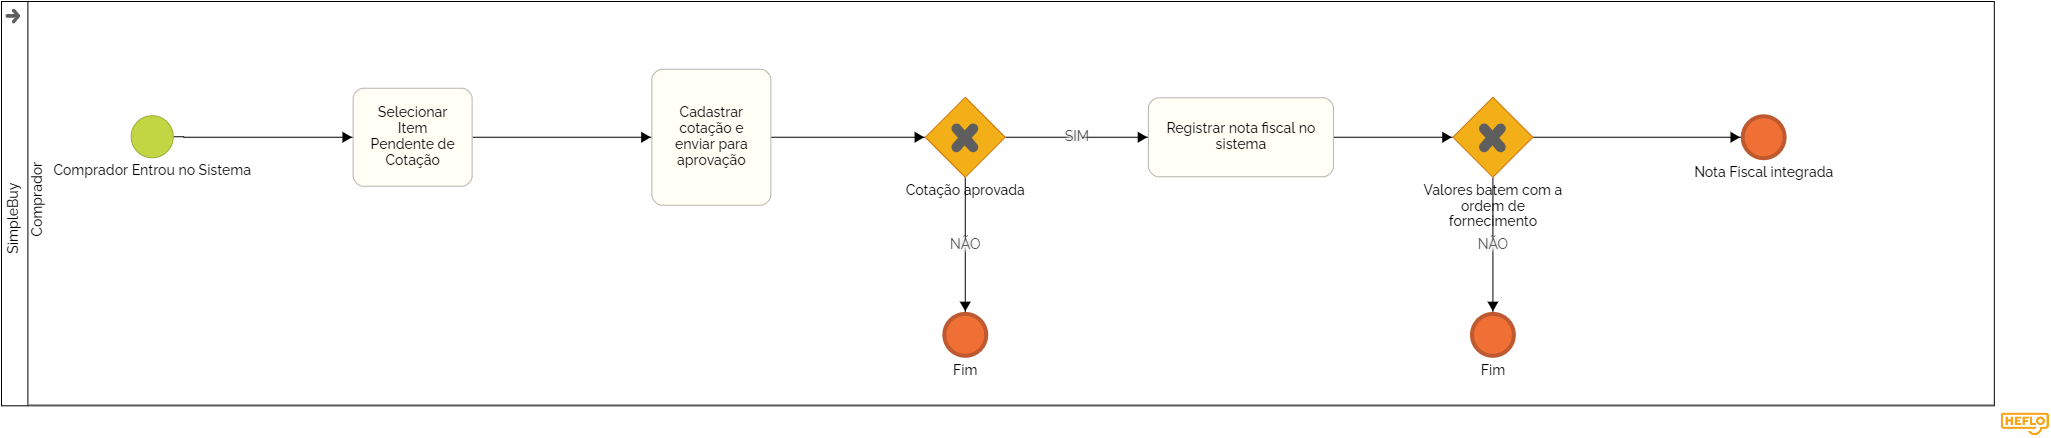 SimpleBuy
Comprador
Comprador Entrou no Sistema
Selecionar
Item
Pendente de
Cotação
Cadastrar
cotação e
enviar para
aprovação
Cotação aprovada
SIM
NÃO
Fim
Registrar nota fiscal no
sistema
Valores batem com a
ordem de
fornecimento
NÃO
Fim
Nota Fiscal integrada
HEFLO